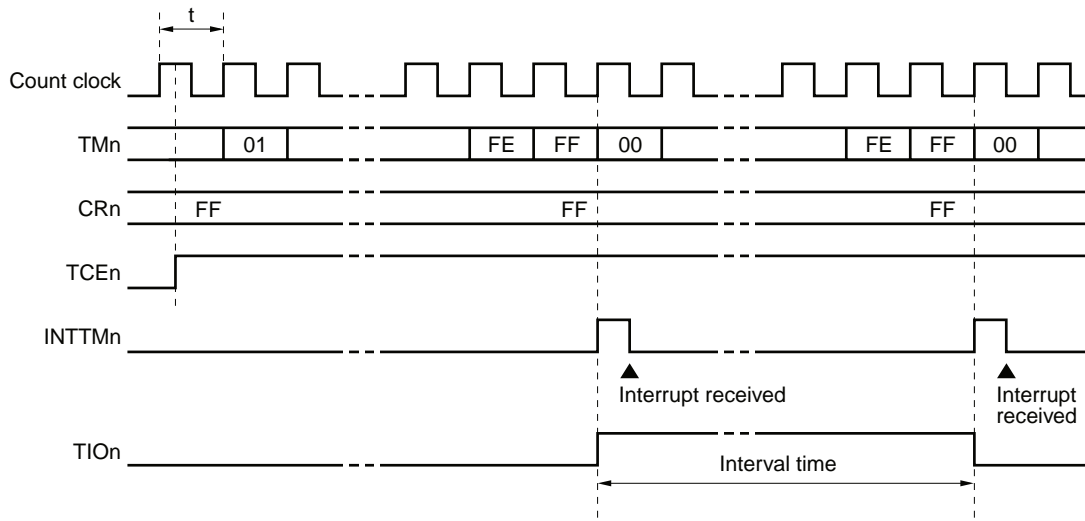 t
Count clock
TMn 01 FE FF 00 FE FF 00
CRn FF FF FF
TCEn
INTTMn
Interrupt received Interrupt
received
TIOn
Interval time